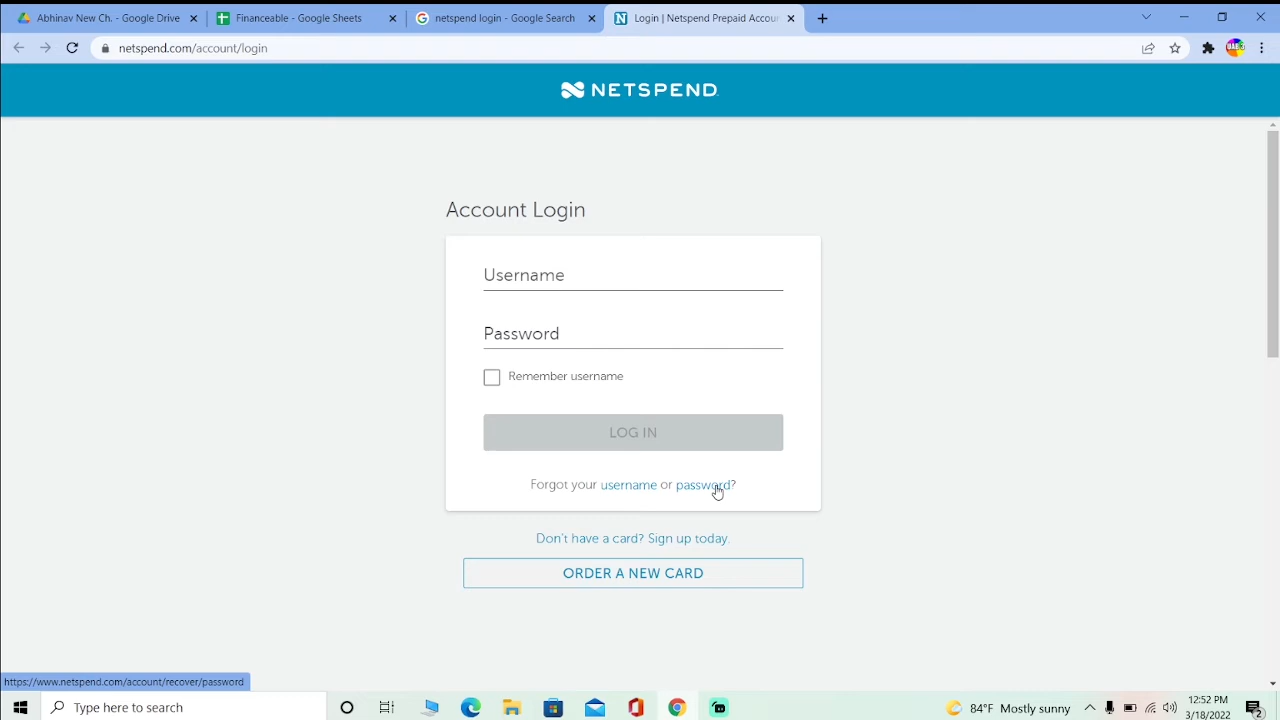 Abhinav New Ch. - Google Drive
Financeable - Google Sheets
netspend login - Google Search
Login | Netspend Prepaid Accou
netspend.com/account/login
NETSPEND
Account Login
Username
Password
Remember username
LOG IN
Forgot your username or password?
Don't have a card? Sign up today.
ORDER A NEW CARD
https://www.netspend.com/account/recover/password
Type here to search
84°F Mostly sunny
12:52 PM
3/18/2022
2